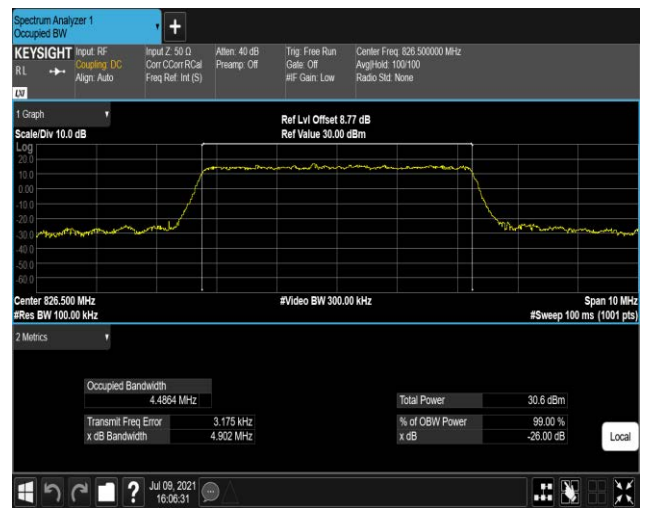 Spectrum Analyzer 1
Occupied BW
+
KEYSIGHT
R L
LXI
Input: RF
Coupling: DC
Align: Auto
Input Z: 50 Ω
Corr CCorr RCal
Freq Ref: Int (S)
Atten: 40 dB
Preamp: Off
Trig: Free Run
Gate: Off
#IF Gain: Low
Center Freq: 826.500000 MHz
Avg|Hold: 100/100
Radio Std: None
1 Graph
Scale/Div 10.0 dB
Ref Lvl Offset 8.77 dB
Ref Value 30.00 dBm
Log
20.0
10.0
0.00
-10.0
-20.0
-30.0
-40.0
-50.0
-60.0
Center 826.500 MHz
#Res BW 100.00 kHz
#Video BW 300.00 kHz
Span 10 MHz
#Sweep 100 ms (1001 pts)
2 Metrics
Occupied Bandwidth
4.4864 MHz
Transmit Freq Error 3.175 kHz
x dB Bandwidth 4.902 MHz
Total Power 30.6 dBm
% of OBW Power 99.00 %
x dB -26.00 dB
Local
?
Jul 09, 2021
16:06:31